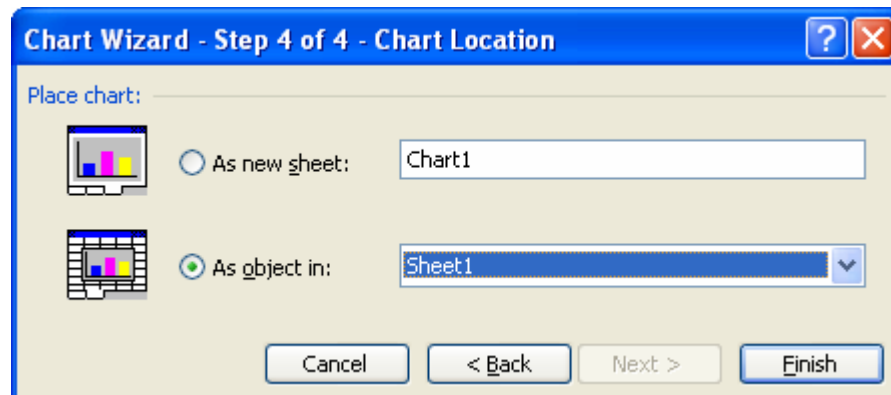 Chart Wizard - Step 4 of 4 - Chart Location
?
Place chart:
As new sheet: Chart1
As object in: Sheet1
Cancel < Back Next > Finish